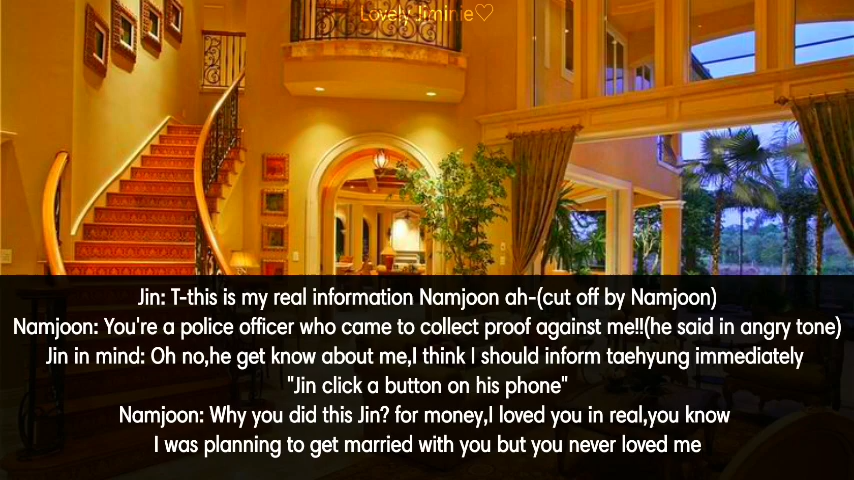 Lovely Jiminie♡
Jin: T-this is my real information Namjoon ah-(cut off by Namjoon)
Namjoon: You're a police officer who came to collect proof against me!!(he said in angry tone)
Jin in mind: Oh no,he get know about me,I think I should inform taehyung immediately
"Jin click a button on his phone"
Namjoon: Why you did this Jin? for money,I loved you in real,you know
I was planning to get married with you but you never loved me